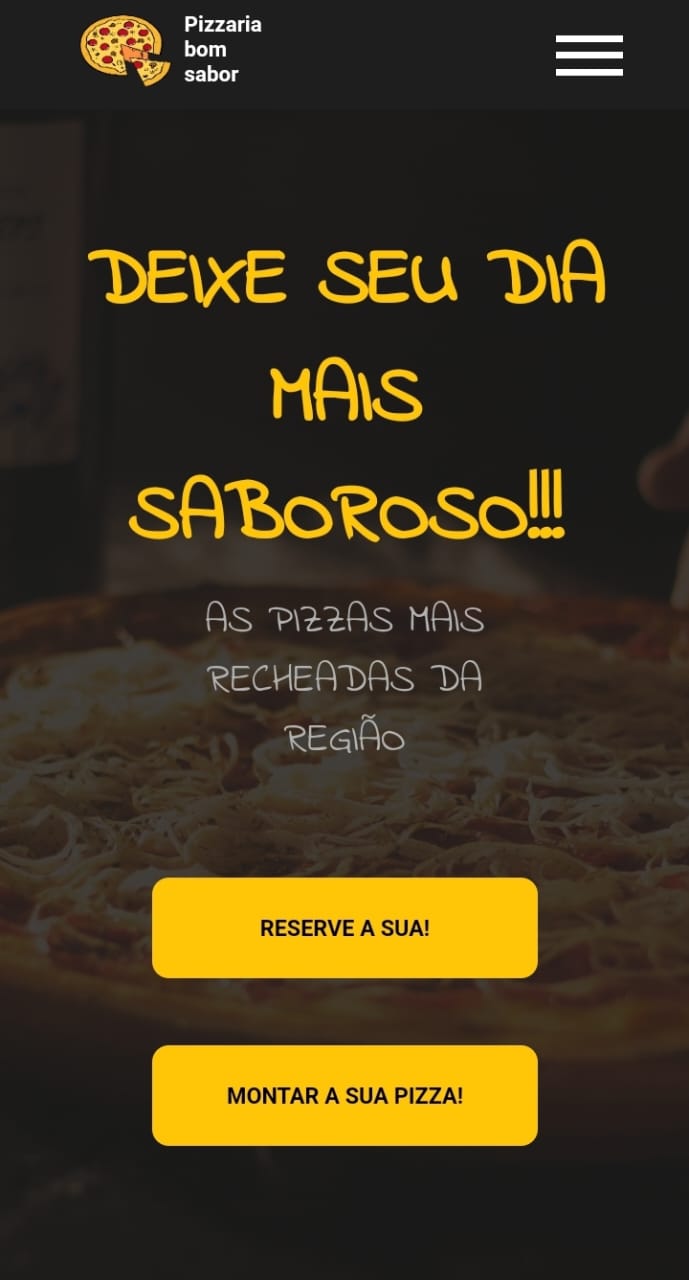 Pizzaria
bom
sabor
DEIXE SEU DIA
MAIS
SABOROSO!!!
AS PIZZAS MAIS
RECHEADAS DA
REGIÃO
RESERVE A SUA!
MONTAR A SUA PIZZA!